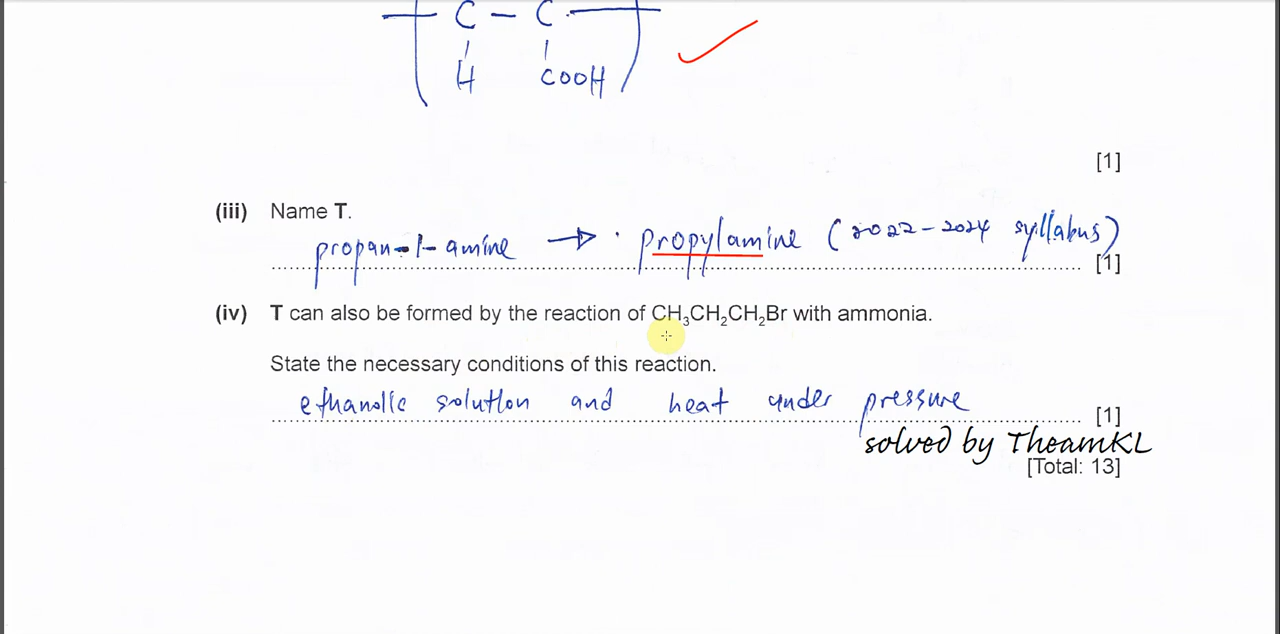 C – C
H COOH
[1]
(iii) Name T.
propan-1-amine → propylamine (2022-2024 syllabus)
[1]
(iv) T can also be formed by the reaction of CH₃CH₂CH₂Br with ammonia.
State the necessary conditions of this reaction.
ethanolic solution and heat under pressure
[1]
solved by TheamKL
[Total: 13]